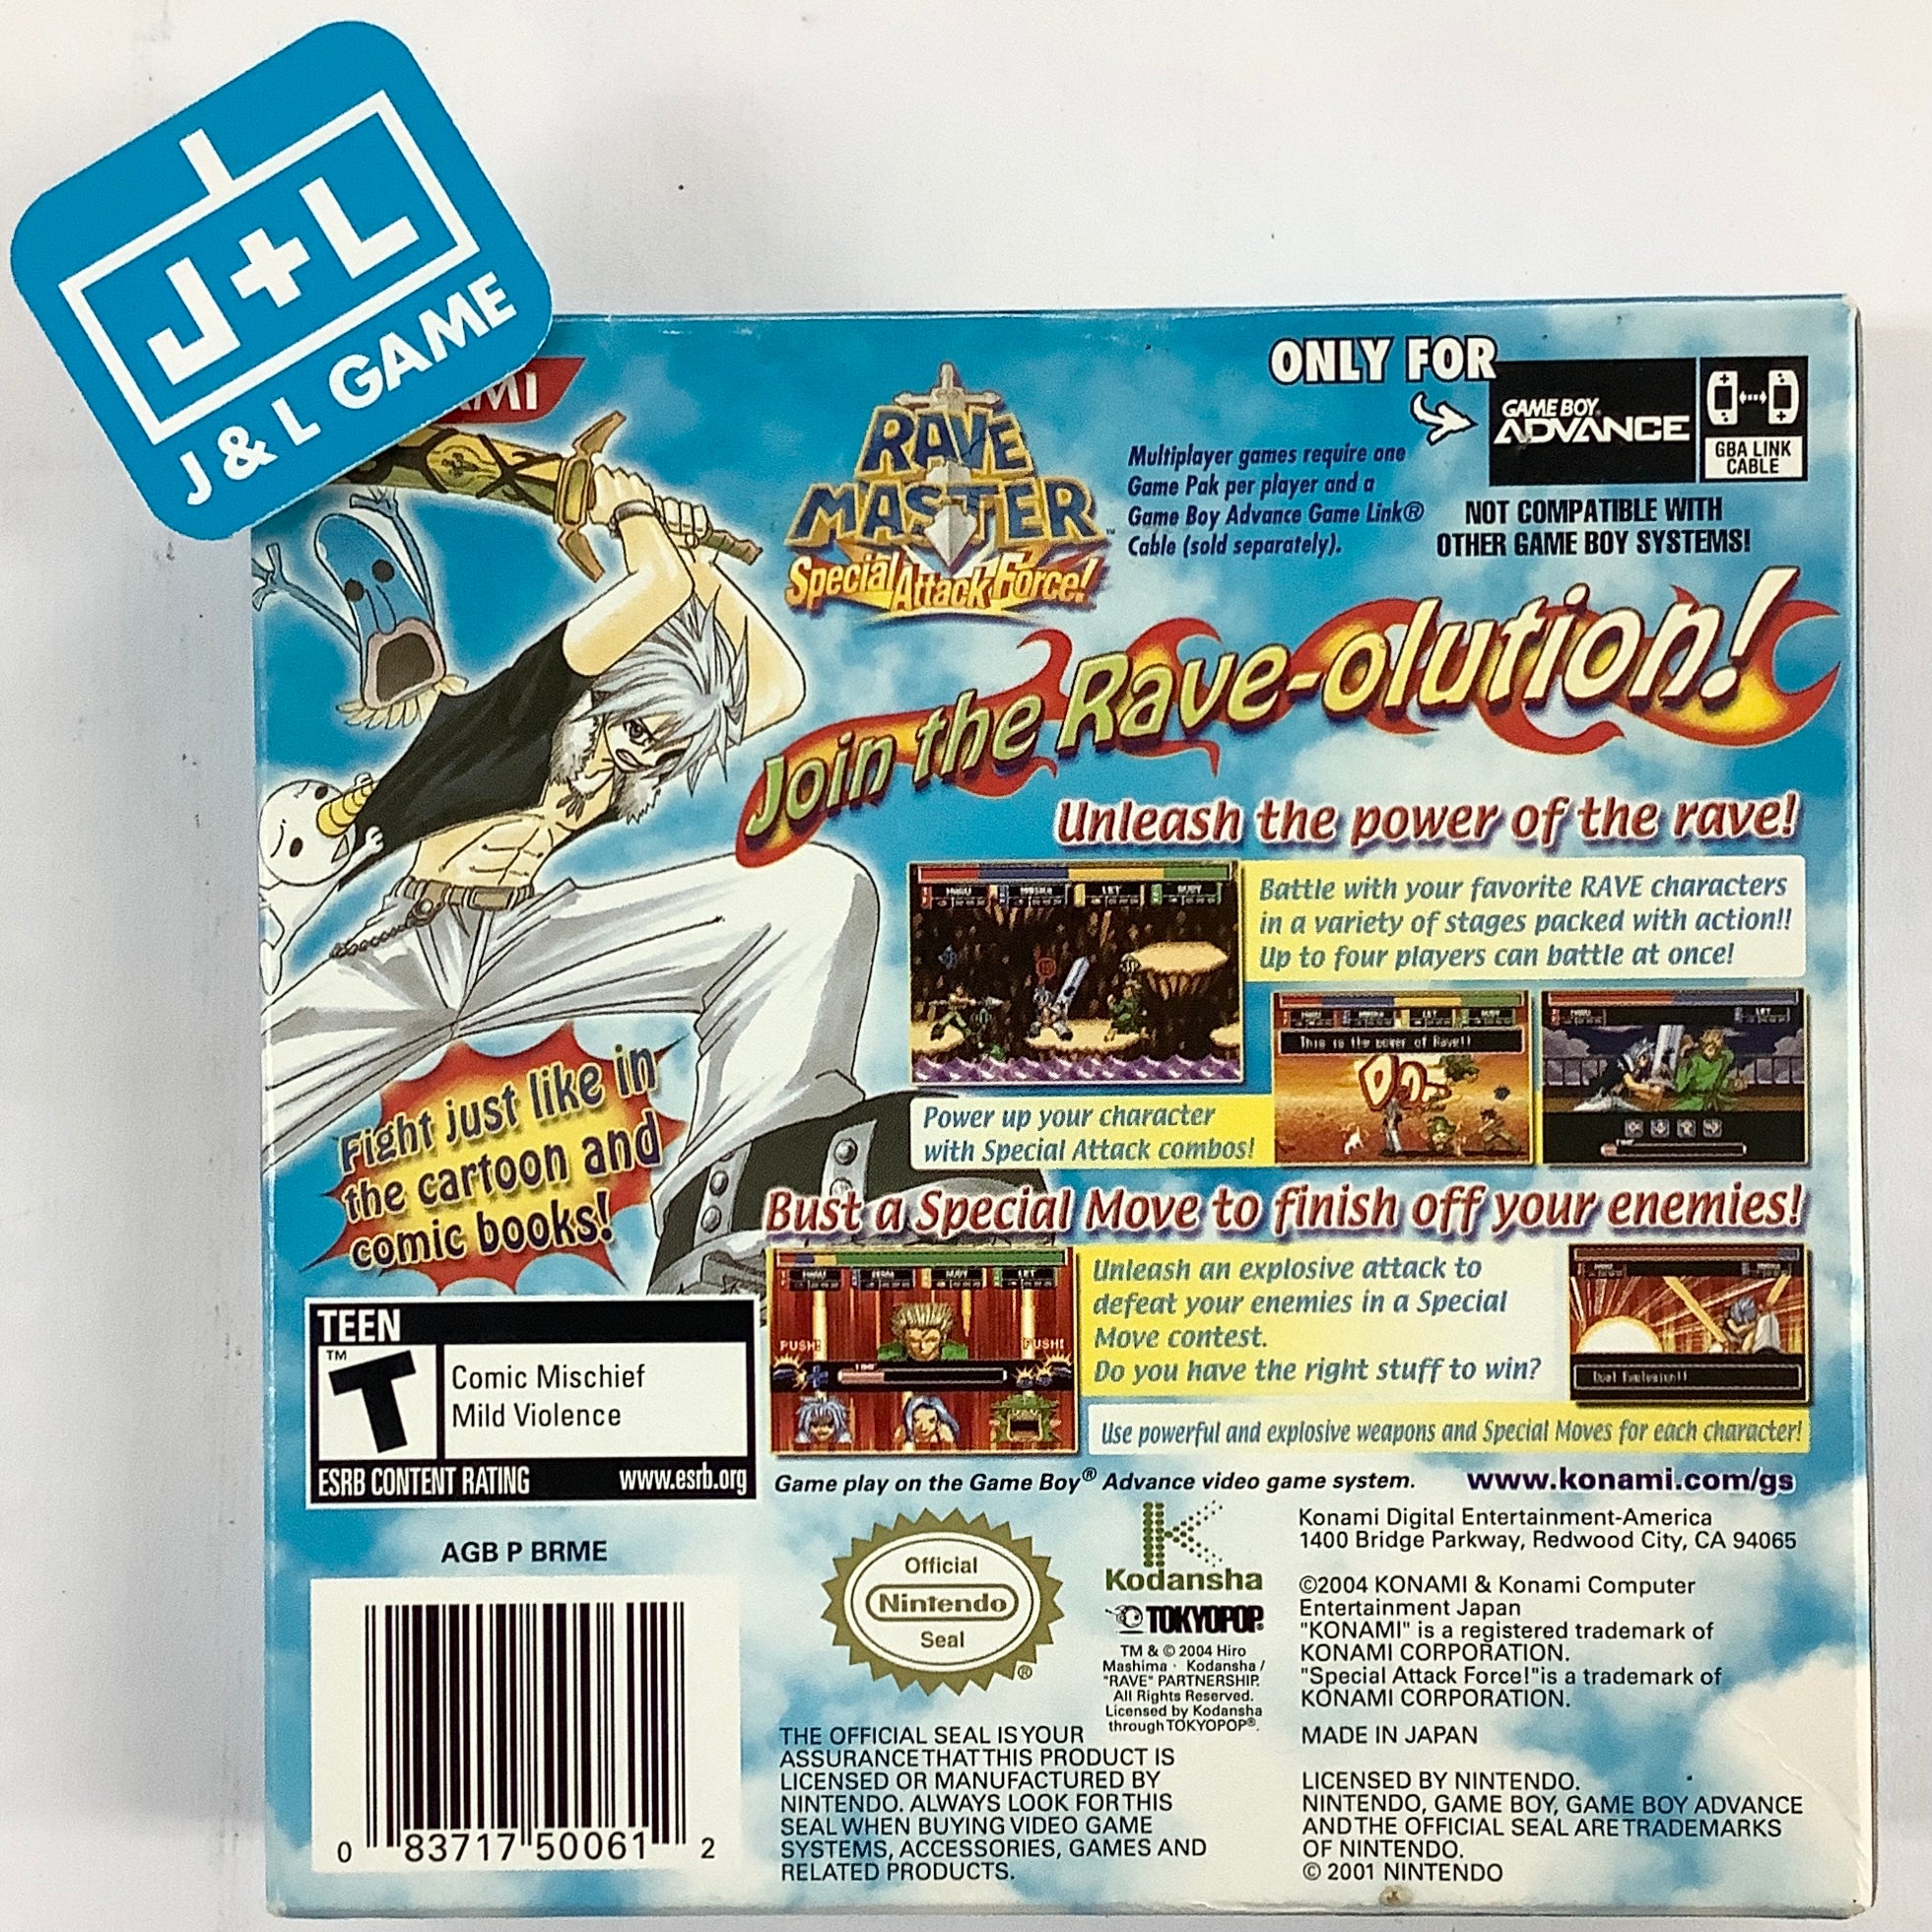 J+L
J & L GAME
RAVE
MASTER
Special Attack Force!
ONLY FOR
GAME BOY
ADVANCE
GBA LINK
CABLE
Multiplayer games require one
Game Pak per player and a
Game Boy Advance Game Link®
Cable (sold separately).
NOT COMPATIBLE WITH
OTHER GAME BOY SYSTEMS!
Join the Rave-olution!
Unleash the power of the rave!
Battle with your favorite RAVE characters
in a variety of stages packed with action!!
Up to four players can battle at once!
This is the power of Rave!!
Power up your character
with Special Attack combos!
Fight just like in
the cartoon and
comic books!
Bust a Special Move to finish off your enemies!
PUSH!
PUSH!
Unleash an explosive attack to
defeat your enemies in a Special
Move contest.
Do you have the right stuff to win?
Use powerful and explosive weapons and Special Moves for each character!
TEEN
TM
T
Comic Mischief
Mild Violence
ESRB CONTENT RATING www.esrb.org
Game play on the Game Boy® Advance video game system.
www.konami.com/gs
AGB P BRME
0 83717 50061 2
Official
Nintendo
Seal
®
Kodansha
TOKYOPOP®
TM & © 2004 Hiro
Mashima · Kodansha /
"RAVE" PARTNERSHIP.
All Rights Reserved.
Licensed by Kodansha
through TOKYOPOP®.
THE OFFICIAL SEAL IS YOUR
ASSURANCE THAT THIS PRODUCT IS
LICENSED OR MANUFACTURED BY
NINTENDO. ALWAYS LOOK FOR THIS
SEAL WHEN BUYING VIDEO GAME
SYSTEMS, ACCESSORIES, GAMES AND
RELATED PRODUCTS.
Konami Digital Entertainment-America
1400 Bridge Parkway, Redwood City, CA 94065
©2004 KONAMI & Konami Computer
Entertainment Japan
"KONAMI" is a registered trademark of
KONAMI CORPORATION.
"Special Attack Force!"is a trademark of
KONAMI CORPORATION.
MADE IN JAPAN
LICENSED BY NINTENDO.
NINTENDO, GAME BOY, GAME BOY ADVANCE
AND THE OFFICIAL SEAL ARE TRADEMARKS
OF NINTENDO.
© 2001 NINTENDO